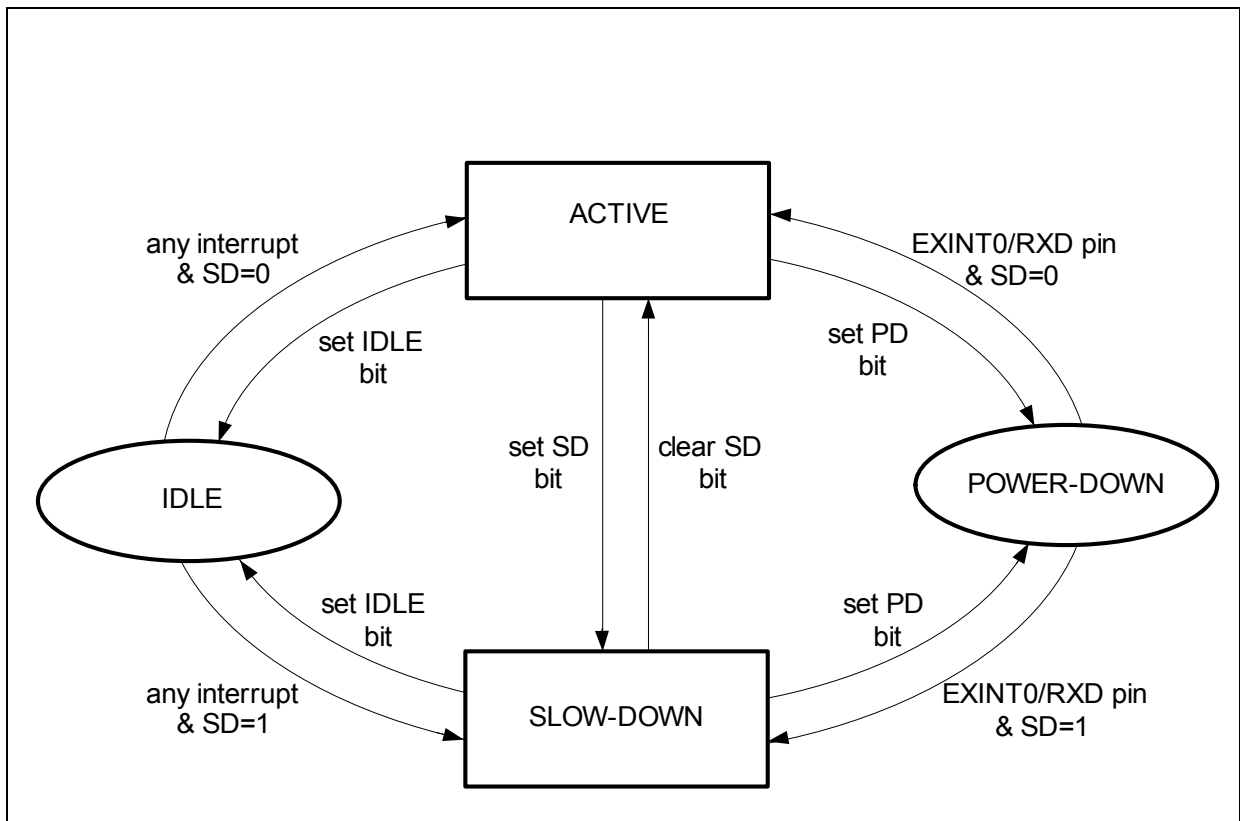 ACTIVE
any interrupt
& SD=0
EXINT0/RXD pin
& SD=0
set IDLE
bit
set PD
bit
set SD
bit
clear SD
bit
IDLE
POWER-DOWN
set IDLE
bit
set PD
bit
any interrupt
& SD=1
SLOW-DOWN
EXINT0/RXD pin
& SD=1